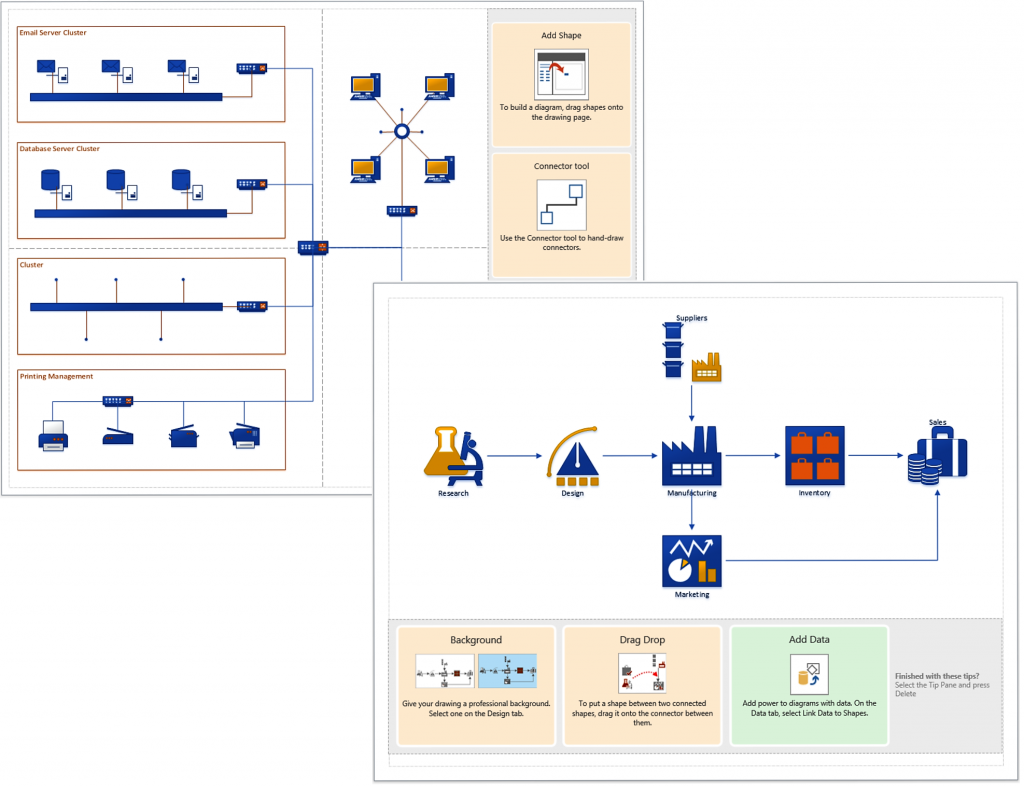 Email Server Cluster
Database Server Cluster
Cluster
Printing Management
Add Shape
To build a diagram, drag shapes onto
the drawing page.
Connector tool
Use the Connector tool to hand-draw
connectors.
Suppliers
Research
Design
Manufacturing
Inventory
Sales
Marketing
Background
Give your drawing a professional background.
Select one on the Design tab.
Drag Drop
To put a shape between two connected
shapes, drag it onto the connector between
them.
Add Data
Add power to diagrams with data. On the
Data tab, select Link Data to Shapes.
Finished with these tips?
Select the Tip Pane and press
Delete